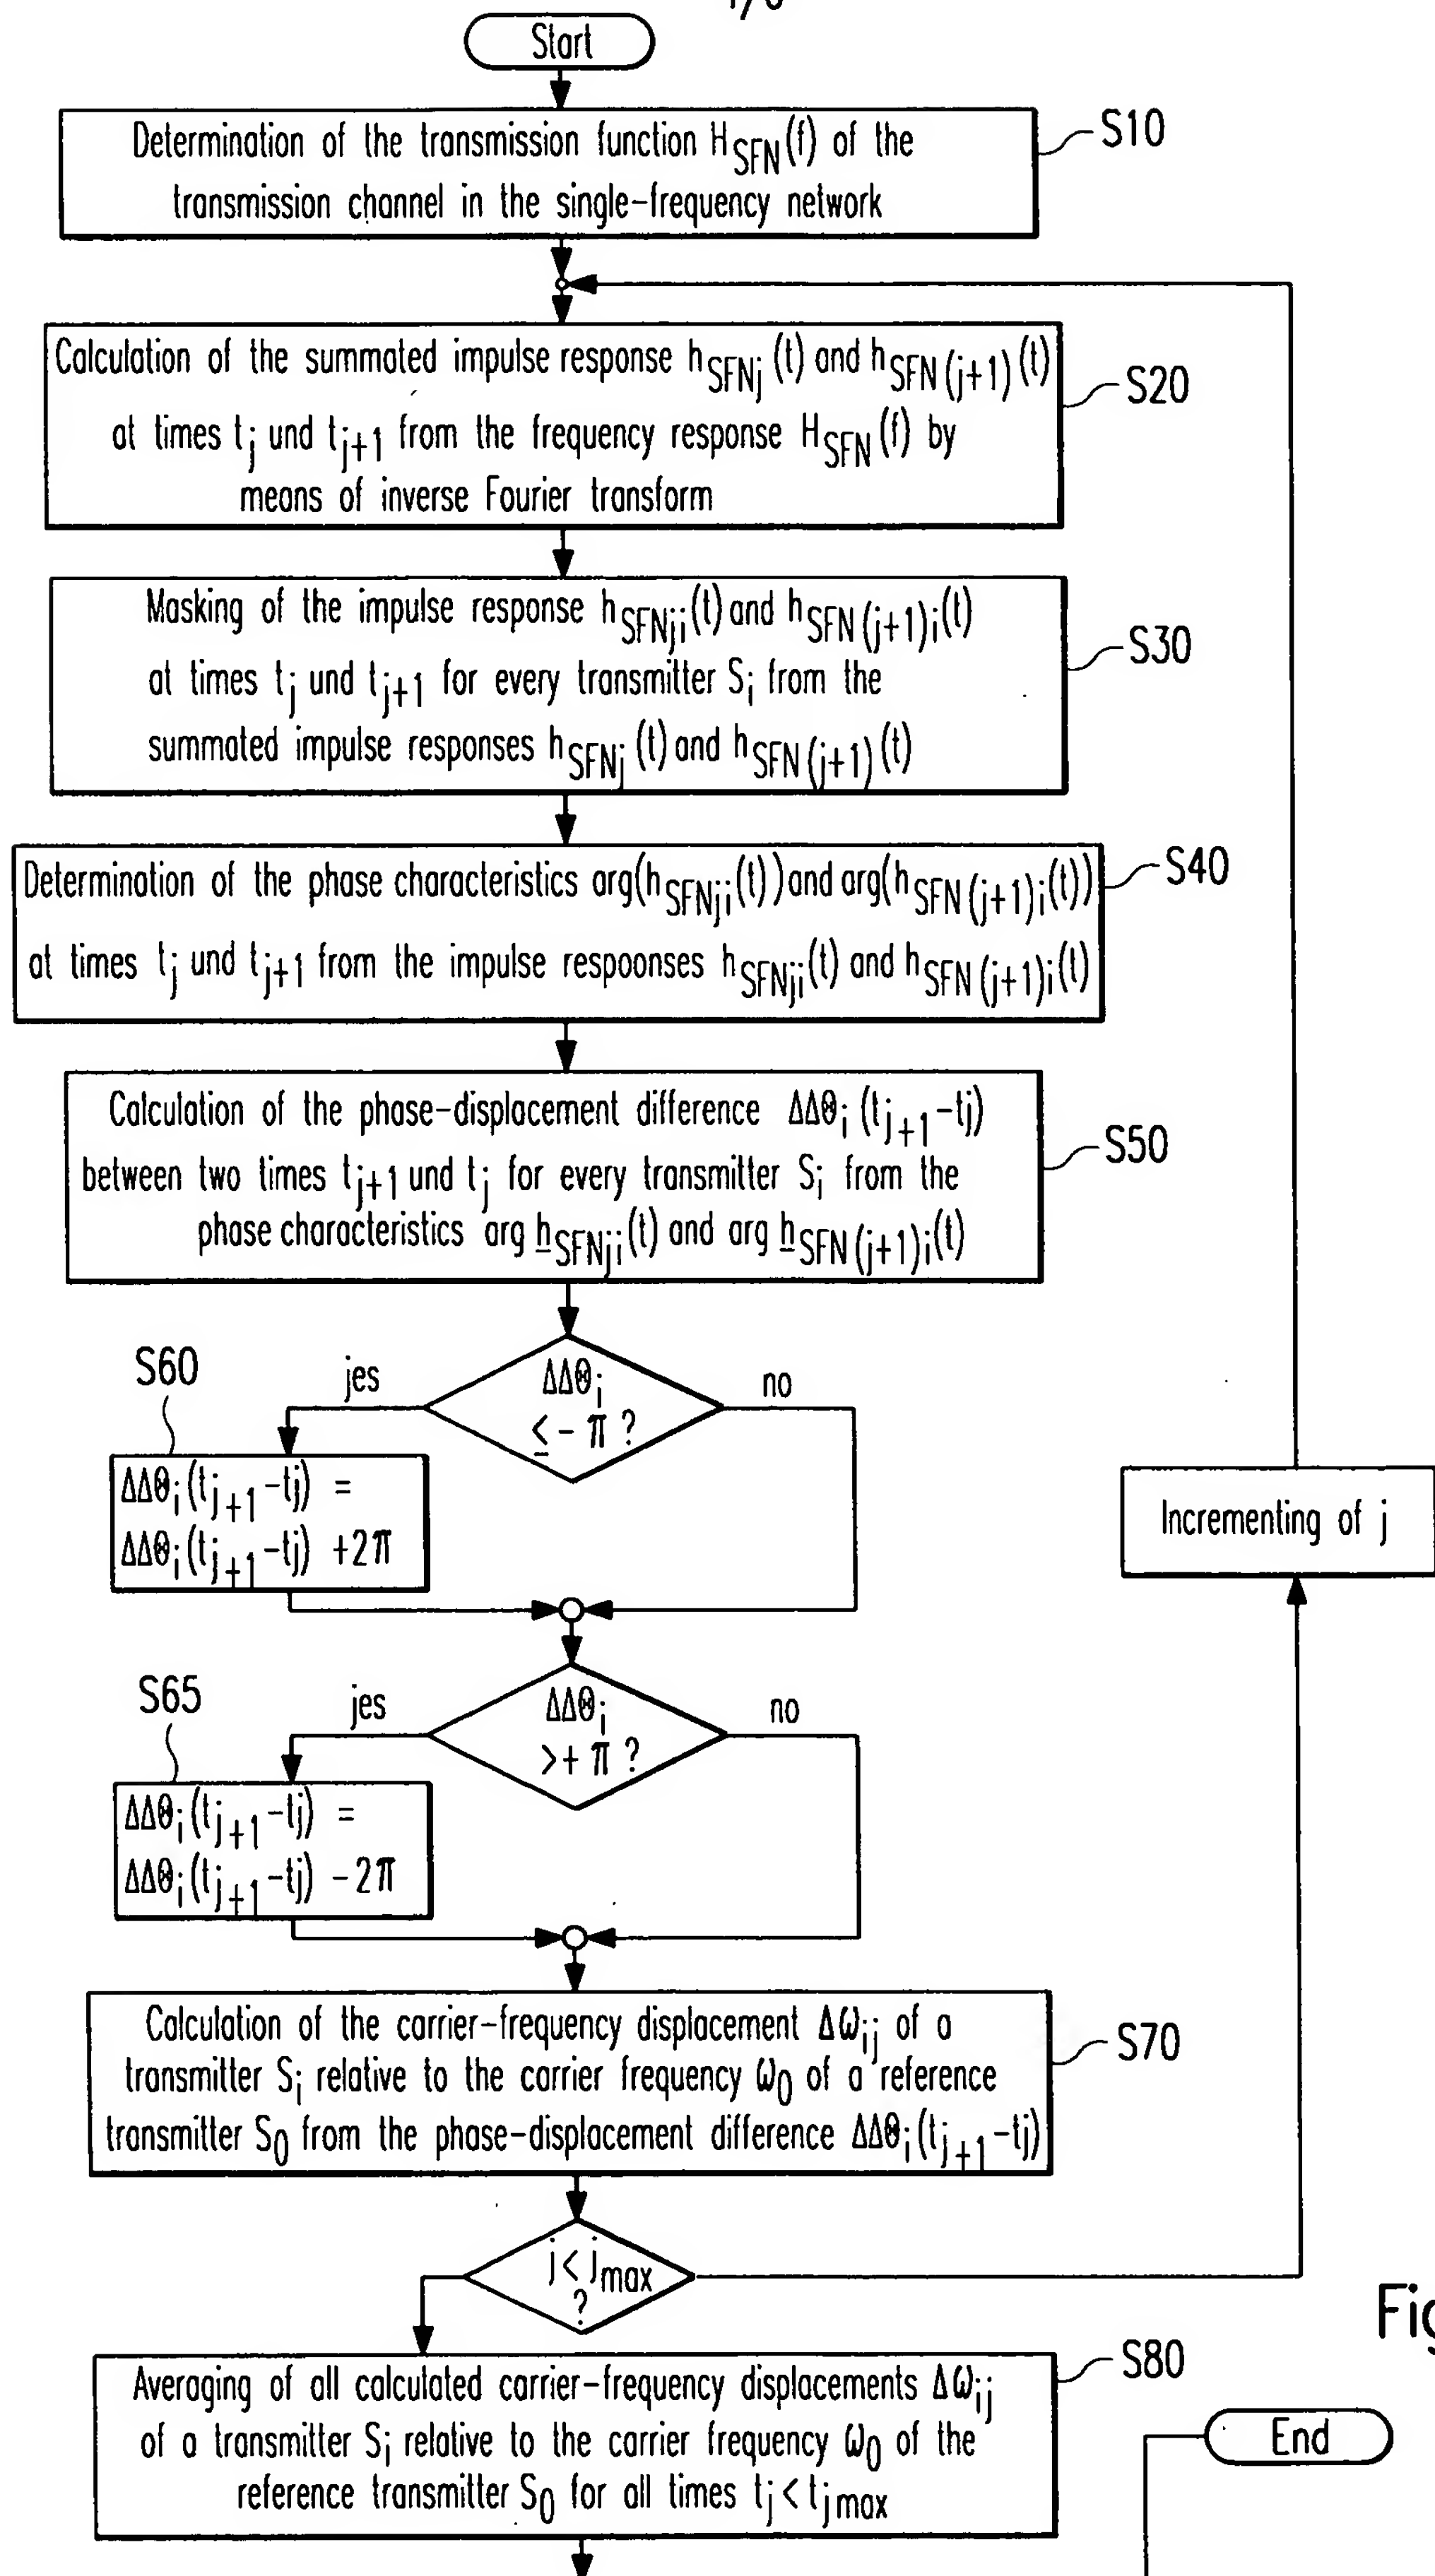 Start
Determination of the transmission function H_SFN(f) of the
transmission channel in the single-frequency network
S10
Calculation of the summated impulse response h_SFNj (t) and h_SFN(j+1) (t)
at times t_j und t_j+1 from the frequency response H_SFN(f) by
means of inverse Fourier transform
S20
Masking of the impulse response h_SFNji(t) and h_SFN(j+1)i(t)
at times t_j und t_j+1 for every transmitter S_i from the
summated impulse responses h_SFNj (t) and h_SFN(j+1) (t)
S30
Determination of the phase characteristics arg(h_SFNji(t)) and arg(h_SFN(j+1)i(t))
at times t_j und t_j+1 from the impulse respoonses h_SFNji(t) and h_SFN(j+1)i(t)
S40
Calculation of the phase-displacement difference ΔΔΘ_i (t_j+1 -tj)
between two times t_j+1 und t_j for every transmitter S_i from the
phase characteristics arg h_SFNji(t) and arg h_SFN(j+1)i(t)
S50
S60
jes
ΔΔΘ_i
≤ - π ?
no
ΔΔΘ_i(t_j+1 -tj) =
ΔΔΘ_i(t_j+1 -tj) +2π
Incrementing of j
S65
jes
ΔΔΘ_i
>+ π ?
no
ΔΔΘ_i(t_j+1 -tj) =
ΔΔΘ_i(t_j+1 -tj) -2π
Calculation of the carrier-frequency displacement Δω_ij of a
transmitter S_i relative to the carrier frequency ω_0 of a reference
transmitter S_0 from the phase-displacement difference ΔΔΘ_i(t_j+1 -tj)
S70
j< j_max
?
Averaging of all calculated carrier-frequency displacements Δω_ij
of a transmitter S_i relative to the carrier frequency ω_0 of the
reference transmitter S_0 for all times t_j < t_jmax
S80
End